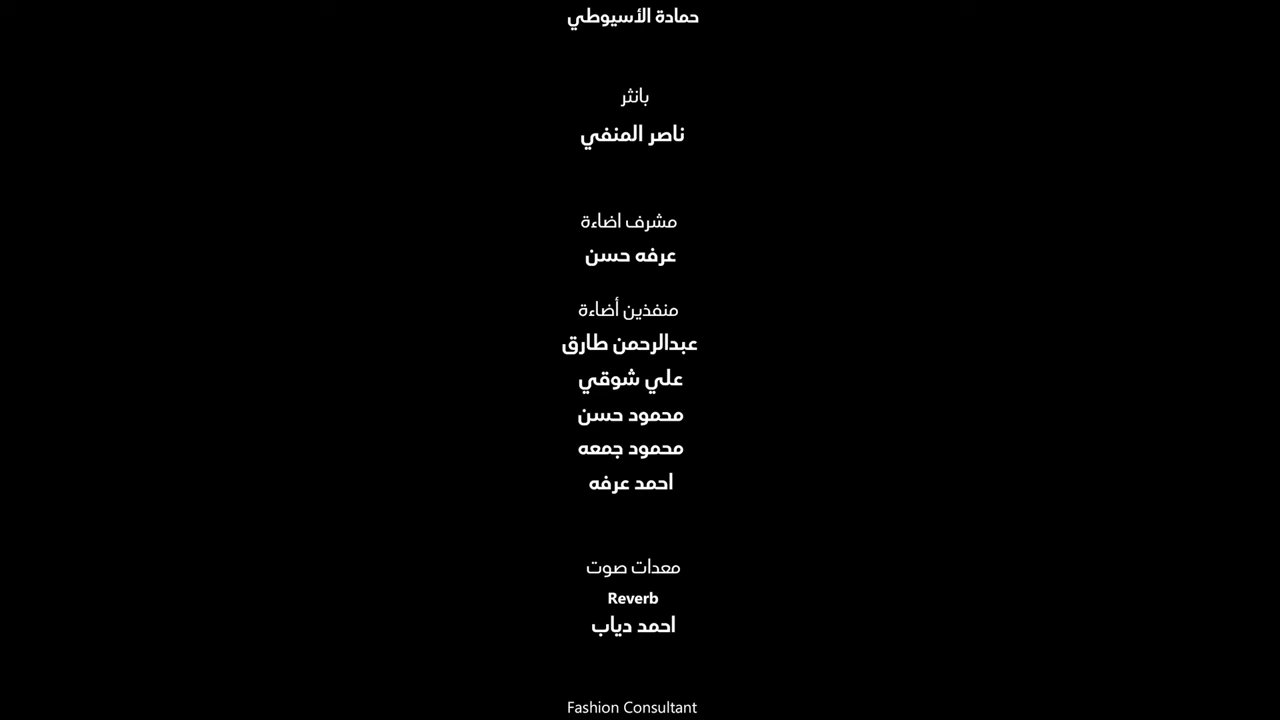 حمادة الأسيوطي
بانثر
ناصر المنفي
مشرف اضاءة
عرفه حسن
منفذين أضاءة
عبدالرحمن طارق
علي شوقي
محمود حسن
محمود جمعه
احمد عرفه
معدات صوت
Reverb
احمد دياب
Fashion Consultant